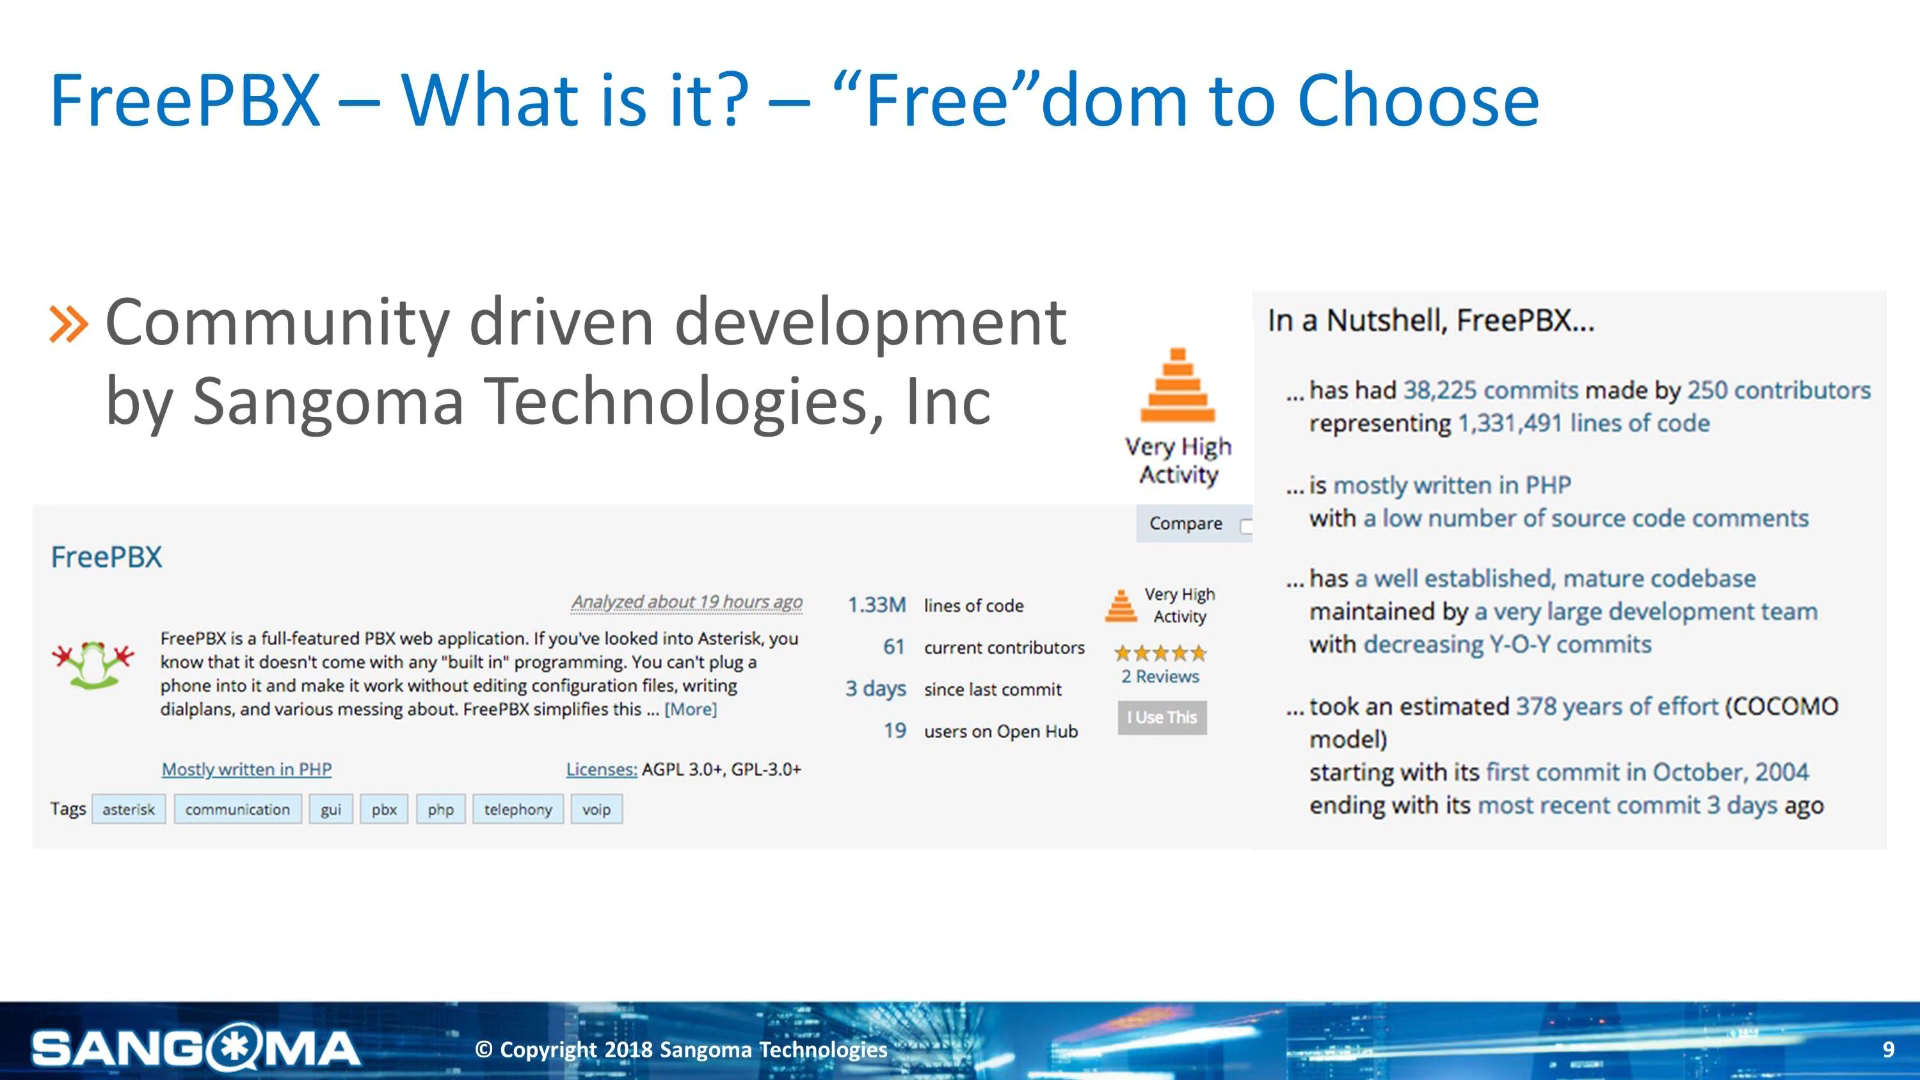 FreePBX – What is it? – “Free”dom to Choose
» Community driven development
by Sangoma Technologies, Inc
Very High
Activity
Compare
FreePBX
Analyzed about 19 hours ago
FreePBX is a full-featured PBX web application. If you've looked into Asterisk, you
know that it doesn't come with any "built in" programming. You can't plug a
phone into it and make it work without editing configuration files, writing
dialplans, and various messing about. FreePBX simplifies this ... [More]
Mostly written in PHP
Licenses: AGPL 3.0+, GPL-3.0+
Tags asterisk communication gui pbx php telephony voip
1.33M lines of code
61 current contributors
3 days since last commit
19 users on Open Hub
Very High
Activity
2 Reviews
I Use This
In a Nutshell, FreePBX...
... has had 38,225 commits made by 250 contributors
representing 1,331,491 lines of code
... is mostly written in PHP
with a low number of source code comments
... has a well established, mature codebase
maintained by a very large development team
with decreasing Y-O-Y commits
... took an estimated 378 years of effort (COCOMO
model)
starting with its first commit in October, 2004
ending with its most recent commit 3 days ago
SANGOMA
© Copyright 2018 Sangoma Technologies
9